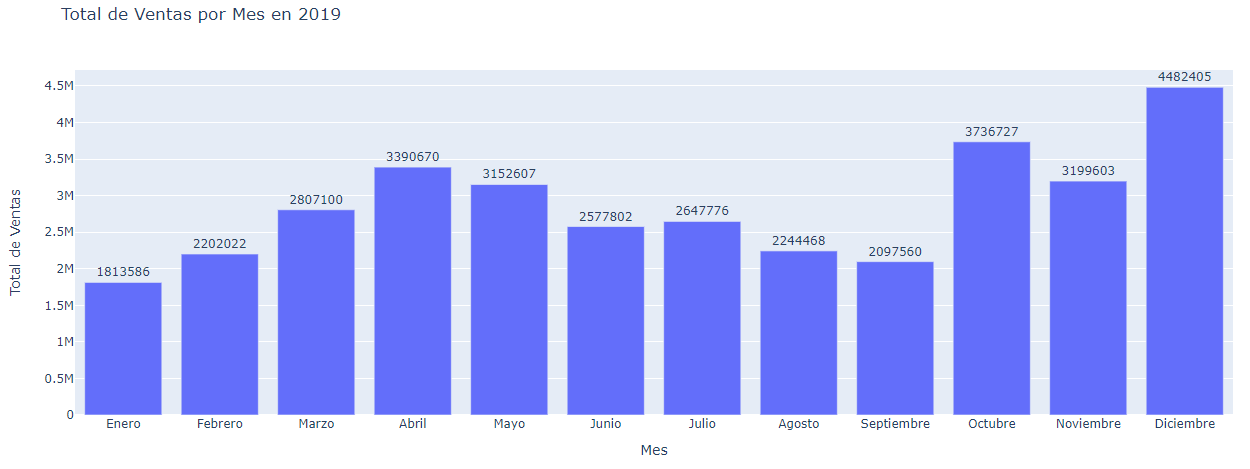 Total de Ventas por Mes en 2019
Total de Ventas
4.5M
4M
3.5M
3M
2.5M
2M
1.5M
1M
0.5M
0
1813586
2202022
2807100
3390670
3152607
2577802
2647776
2244468
2097560
3736727
3199603
4482405
Enero
Febrero
Marzo
Abril
Mayo
Junio
Julio
Agosto
Septiembre
Octubre
Noviembre
Diciembre
Mes